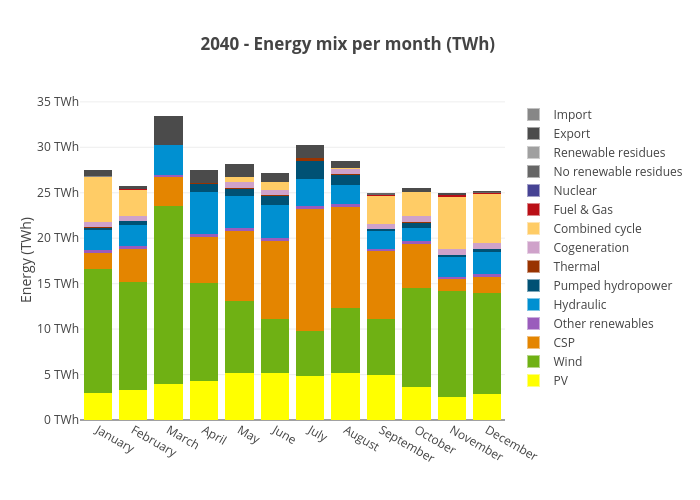 2040 - Energy mix per month (TWh)
35 TWh
30 TWh
25 TWh
20 TWh
15 TWh
10 TWh
5 TWh
0 TWh
Energy (TWh)
January
February
March
April
May
June
July
August
September
October
November
December
Import
Export
Renewable residues
No renewable residues
Nuclear
Fuel & Gas
Combined cycle
Cogeneration
Thermal
Pumped hydropower
Hydraulic
Other renewables
CSP
Wind
PV